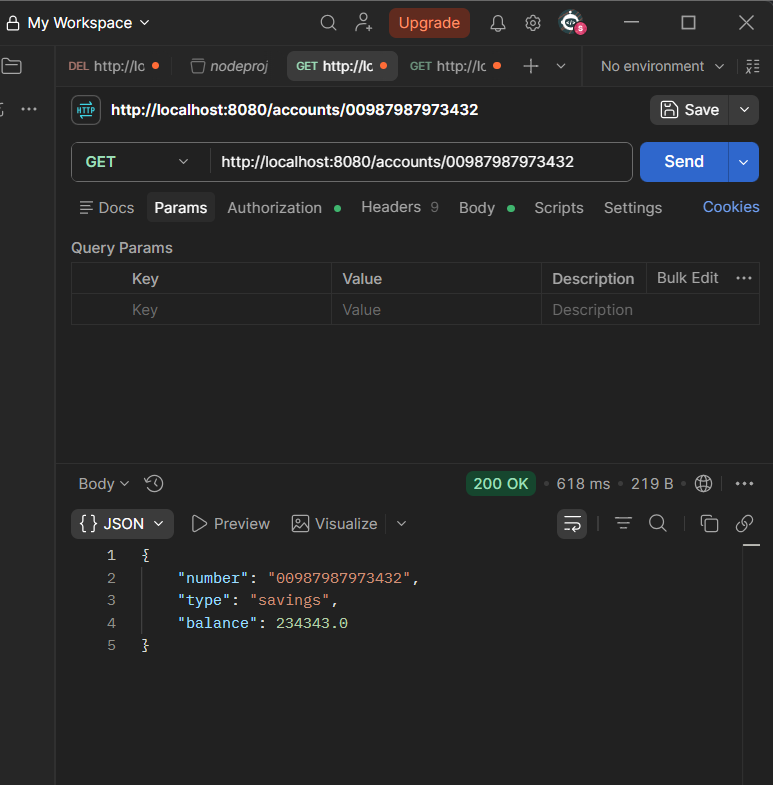 My Workspace
Upgrade
DEL http://lc
nodeproj
GET http://lc
GET http://lc
No environment
HTTP http://localhost:8080/accounts/00987987973432
Save
GET http://localhost:8080/accounts/00987987973432
Send
Docs Params Authorization Headers 9 Body Scripts Settings Cookies
Query Params
Key Value Description Bulk Edit
Key Value Description
Body 200 OK 618 ms 219 B
{} JSON Preview Visualize
1 {
2 "number": "00987987973432",
3 "type": "savings",
4 "balance": 234343.0
5 }